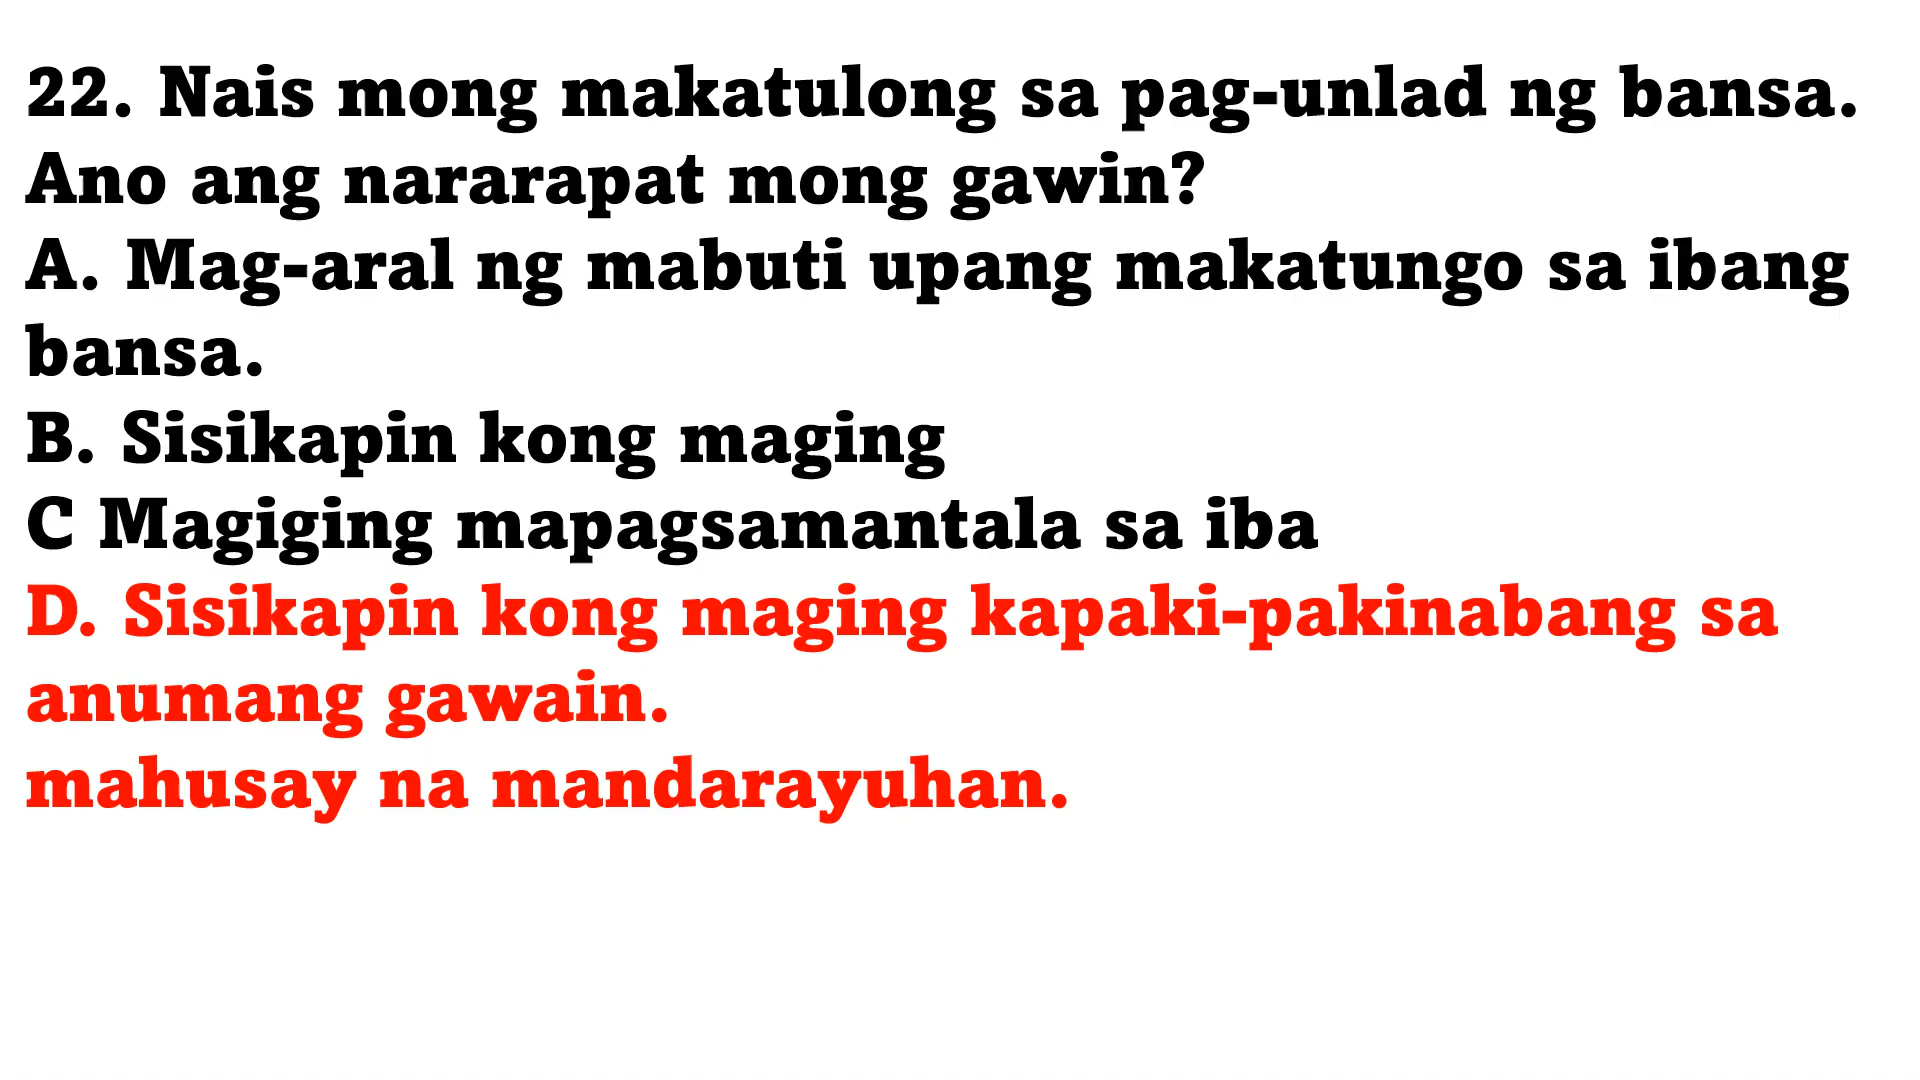 22. Nais mong makatulong sa pag-unlad ng bansa.
Ano ang nararapat mong gawin?
A. Mag-aral ng mabuti upang makatungo sa ibang
bansa.
B. Sisikapin kong maging
C Magiging mapagsamantala sa iba
D. Sisikapin kong maging kapaki-pakinabang sa
anumang gawain.
mahusay na mandarayuhan.